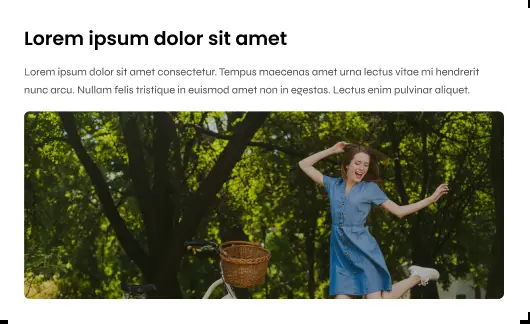 Lorem ipsum dolor sit amet
Lorem ipsum dolor sit amet consectetur. Tempus maecenas amet urna lectus vitae mi hendrerit
nunc arcu. Nullam felis tristique in euismod amet non in egestas. Lectus enim pulvinar aliquet.